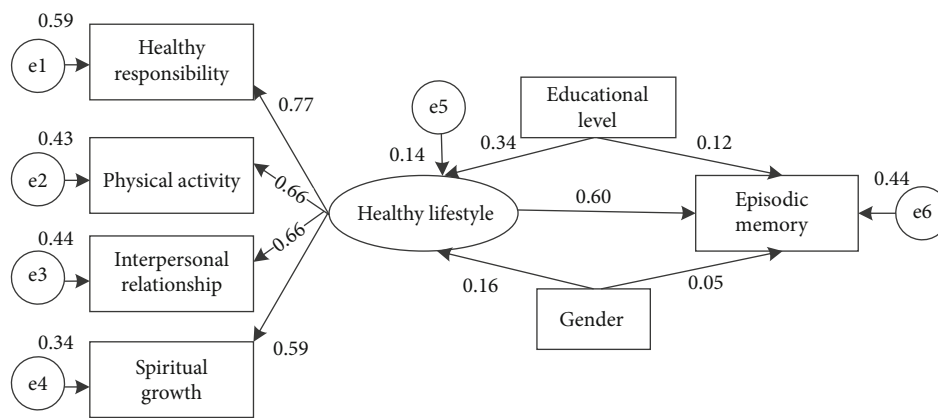 0.59
e1
Healthy
responsibility
0.77
0.43
e2
Physical activity
0.66
0.44
e3
Interpersonal
relationship
0.66
0.34
e4
Spiritual
growth
0.59
e5
0.14
Healthy lifestyle
Educational
level
0.34
0.12
0.60
Episodic
memory
0.44
e6
0.16
0.05
Gender